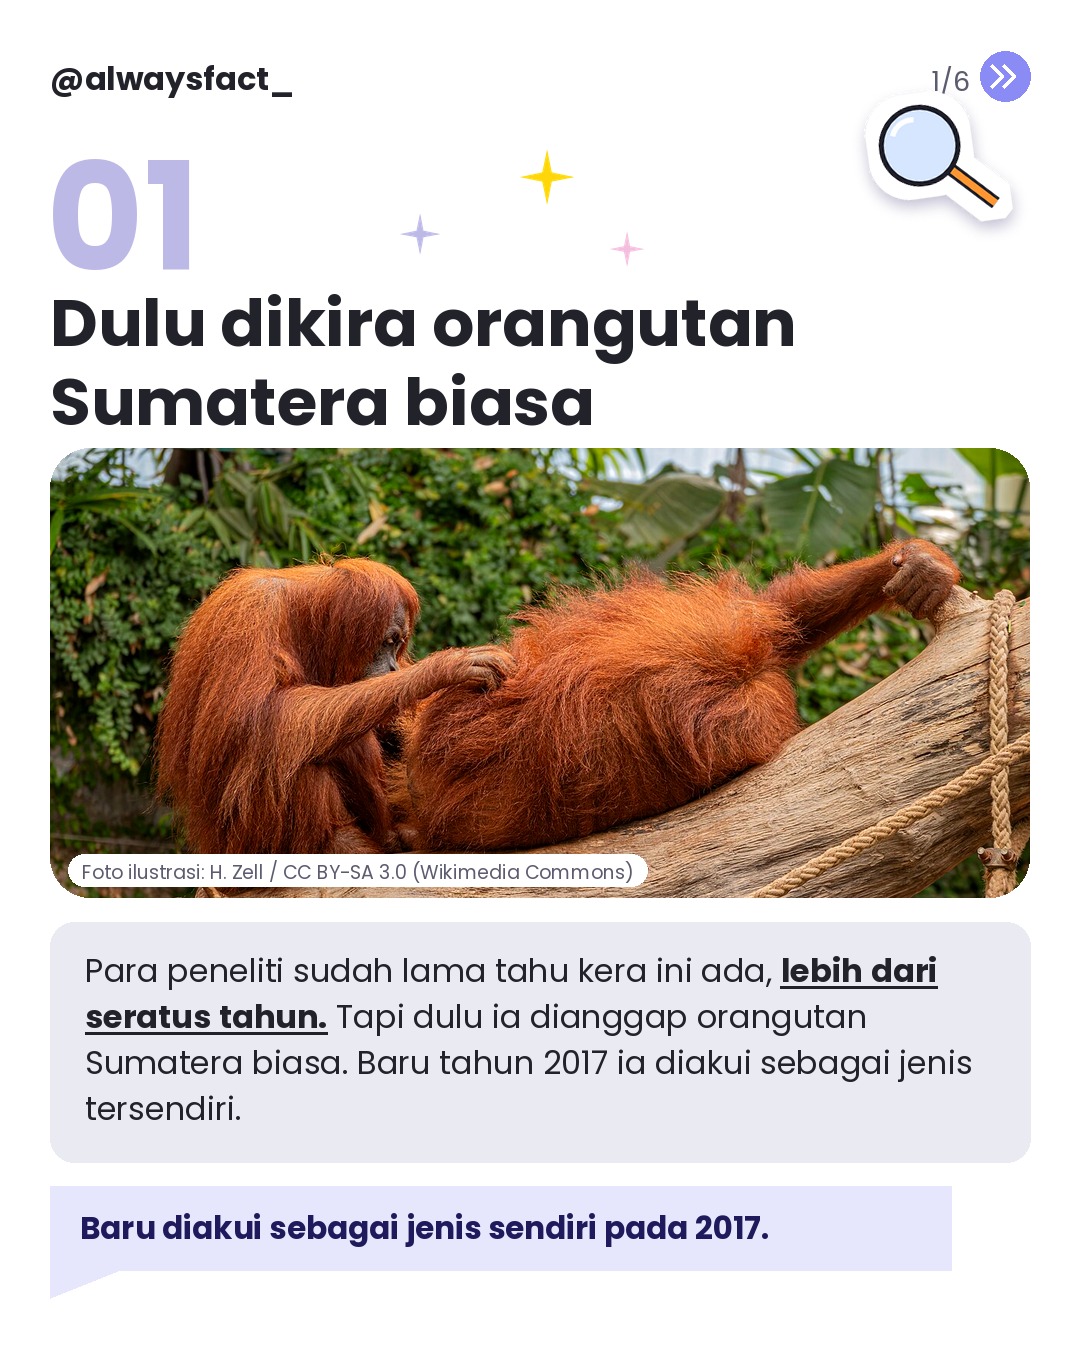 @alwaysfact_
1/6
01
Dulu dikira orangutan
Sumatera biasa
Foto ilustrasi: H. Zell / CC BY-SA 3.0 (Wikimedia Commons)
Para peneliti sudah lama tahu kera ini ada, lebih dari
seratus tahun. Tapi dulu ia dianggap orangutan
Sumatera biasa. Baru tahun 2017 ia diakui sebagai jenis
tersendiri.
Baru diakui sebagai jenis sendiri pada 2017.